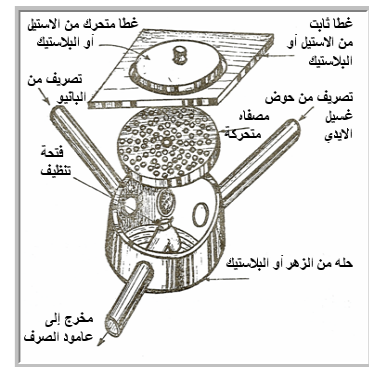 غطا ثابت
من الاستيل أو
البلاستيك
غطا متحرك من الاستيل
أو البلاستيك
تصريف من حوض
غسيل
الايدي
تصريف من
البانيو
مصفاه
متحركة
فتحة
تنظيف
حله من الزهر أو البلاستيك
مخرج إلى
عامود الصرف